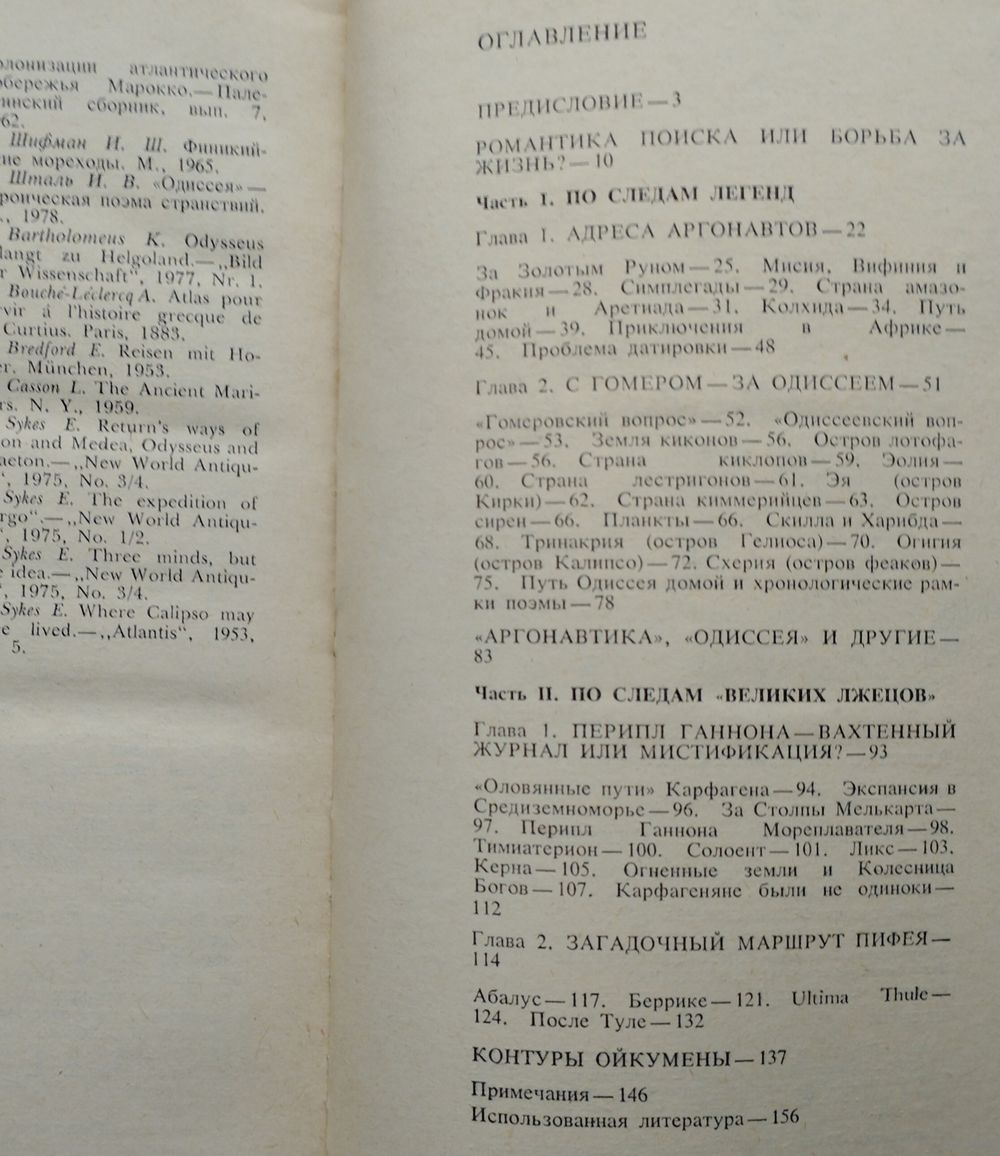 атлантического
Марокко.— Пале-
сборник, вып. 7,
62.
Шифман И. Ш. Финикий-
мореходы. М., 1965.
Шталь И. В. «Одиссея» —
поэма странствий.
1978.
Bartholomeus K. Odysseus
langt zu Helgoland.—„Bild
r Wissenschaft“, 1977, Nr. 1.
Bouché-Léclercq A. Atlas pour
rvir á l'histoire grecque de
Curtius. Paris, 1883.
Bredford E. Reisen mit Ho-
er. München, 1953.
Casson L. The Ancient Mari-
rs. N. Y., 1959.
Sykes E. Return's ways of
on and Medea, Odysseus and
aeton.—„New World Antiqu-
“, 1975, No. 3/4.
Sykes E. The expedition of
rgo“.—„New World Antiqu-
“, 1975, No. 1/2.
Sykes E. Three minds, but
e idea.—„New World Antiqu-
“, 1975, No. 3/4.
Sykes E. Where Calipso may
e lived.—„Atlantis“, 1953,
5.
ОГЛАВЛЕНИЕ
ПРЕДИСЛОВИЕ — 3
РОМАНТИКА ПОИСКА ИЛИ БОРЬБА ЗА
ЖИЗНЬ? — 10
Часть I. ПО СЛЕДАМ ЛЕГЕНД
Глава 1. АДРЕСА АРГОНАВТОВ — 22
За Золотым Руном — 25. Мисия, Вифиния и
Фракия — 28. Симплегады — 29. Страна амазо-
нок и Аретиада — 31. Колхида — 34. Путь
домой — 39. Приключения в Африке —
45. Проблема датировки — 48
Глава 2. С ГОМЕРОМ — ЗА ОДИССЕЕМ — 51
«Гомеровский вопрос» — 52. «Одиссеевский воп-
рос» — 53. Земля киконов — 56. Остров лотофа-
гов — 56. Страна киклопов — 59. Эолия —
60. Страна лестригонов — 61. Эя (остров
Кирки) — 62. Страна киммерийцев — 63. Остров
сирен — 66. Планкты — 66. Скилла и Харибда —
68. Тринакрия (остров Гелиоса) — 70. Огигия
(остров Калипсо) — 72. Схерия (остров феаков) —
75. Путь Одиссея домой и хронологические рам-
ки поэмы — 78
«АРГОНАВТИКА», «ОДИССЕЯ» И ДРУГИЕ —
83
Часть II. ПО СЛЕДАМ «ВЕЛИКИХ ЛЖЕЦОВ»
Глава 1. ПЕРИПЛ ГАННОНА — ВАХТЕННЫЙ
ЖУРНАЛ ИЛИ МИСТИФИКАЦИЯ? — 93
«Оловянные пути» Карфагена — 94. Экспансия в
Средиземноморье — 96. За Столпы Мелькарта —
97. Перипл Ганнона Мореплавателя — 98.
Тимиатерион — 100. Солоент — 101. Ликс — 103.
Керна — 105. Огненные земли и Колесница
Богов — 107. Карфагеняне были не одиноки —
112
Глава 2. ЗАГАДОЧНЫЙ МАРШРУТ ПИФЕЯ —
114
Абалус — 117. Беррике — 121. Ultima Thule —
124. После Туле — 132
КОНТУРЫ ОЙКУМЕНЫ — 137
Примечания — 146
Использованная литература — 156